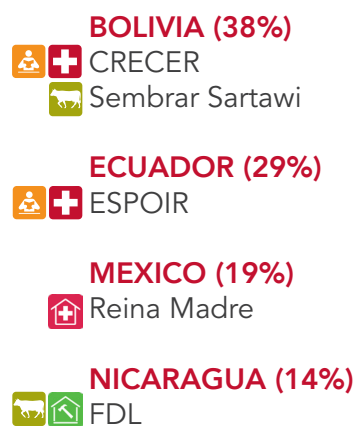 BOLIVIA (38%)
CRECER
Sembrar Sartawi
ECUADOR (29%)
ESPOIR
MEXICO (19%)
Reina Madre
NICARAGUA (14%)
FDL